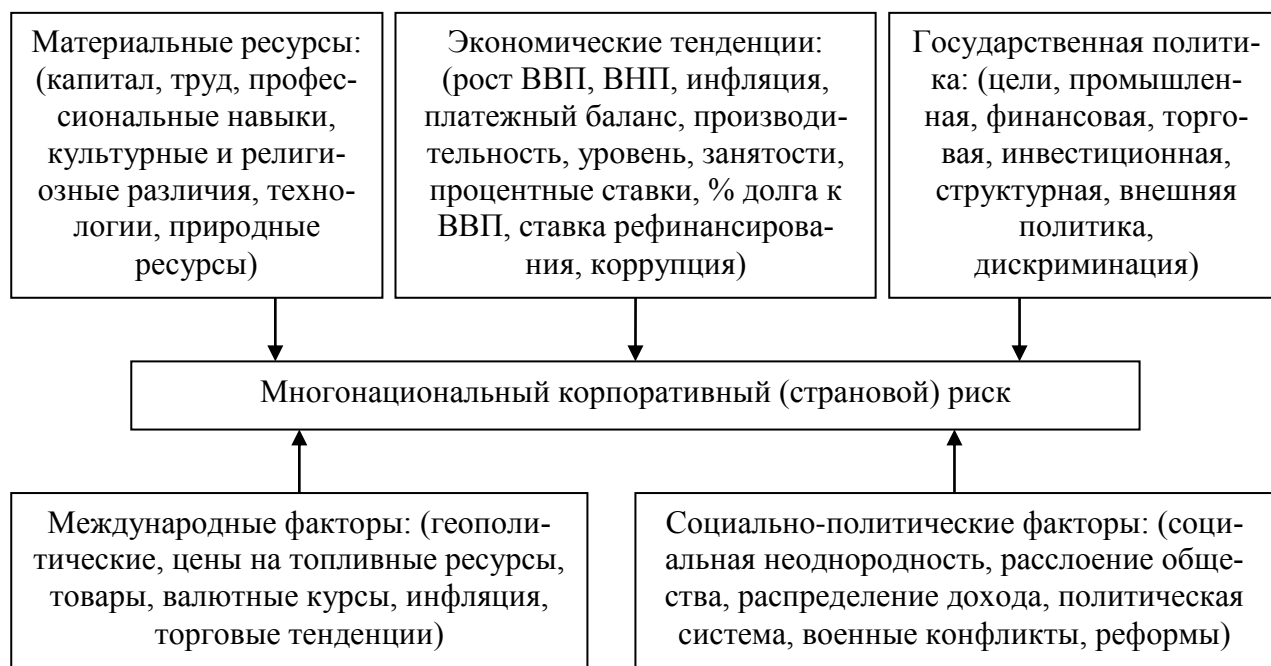 Материальные ресурсы:
(капитал, труд, профес-
сиональные навыки,
культурные и религи-
озные различия, техно-
логии, природные
ресурсы)
Экономические тенденции:
(рост ВВП, ВНП, инфляция,
платежный баланс, производи-
тельность, уровень, занятости,
процентные ставки, % долга к
ВВП, ставка рефинансирова-
ния, коррупция)
Государственная полити-
ка: (цели, промышлен-
ная, финансовая, торго-
вая, инвестиционная,
структурная, внешняя
политика,
дискриминация)
Многонациональный корпоративный (страновой) риск
Международные факторы: (геополи-
тические, цены на топливные ресурсы,
товары, валютные курсы, инфляция,
торговые тенденции)
Социально-политические факторы: (соци-
альная неоднородность, расслоение обще-
ства, распределение дохода, политическая
система, военные конфликты, реформы)